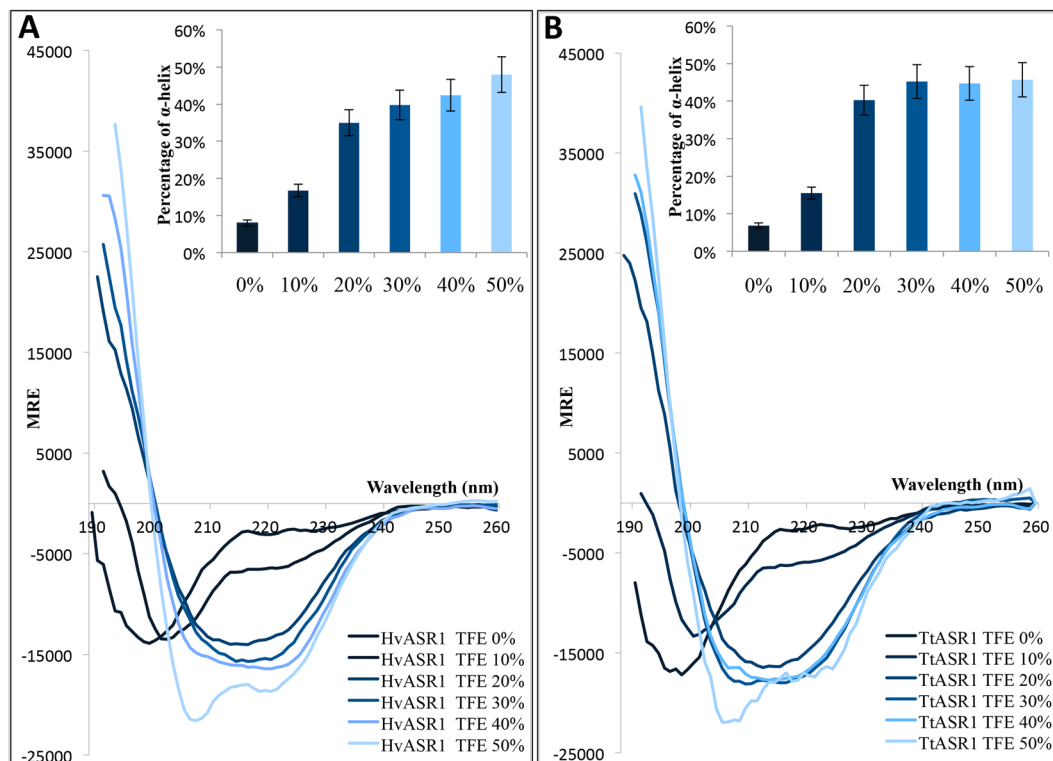 A
60%
50%
40%
30%
20%
10%
0%
Percentage of α-helix
0% 10% 20% 30% 40% 50%
45000
35000
25000
15000
5000
-5000
-15000
-25000
MRE
Wavelength (nm)
190 200 210 220 230 240 250 260
HvASR1 TFE 0%
HvASR1 TFE 10%
HvASR1 TFE 20%
HvASR1 TFE 30%
HvASR1 TFE 40%
HvASR1 TFE 50%
B
60%
50%
40%
30%
20%
10%
0%
Percentage of α-helix
0% 10% 20% 30% 40% 50%
45000
35000
25000
15000
5000
-5000
-15000
-25000
MRE
Wavelength (nm)
190 200 210 220 230 240 250 260
TtASR1 TFE 0%
TtASR1 TFE 10%
TtASR1 TFE 20%
TtASR1 TFE 30%
TtASR1 TFE 40%
TtASR1 TFE 50%